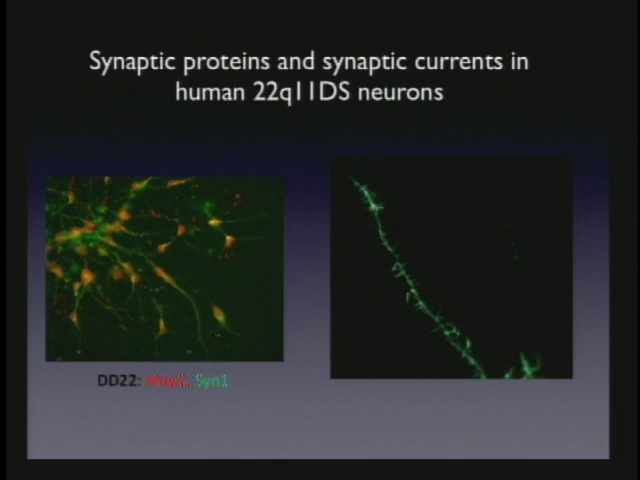 Synaptic proteins and synaptic currents in
human 22q11DS neurons
DD22: Syn1